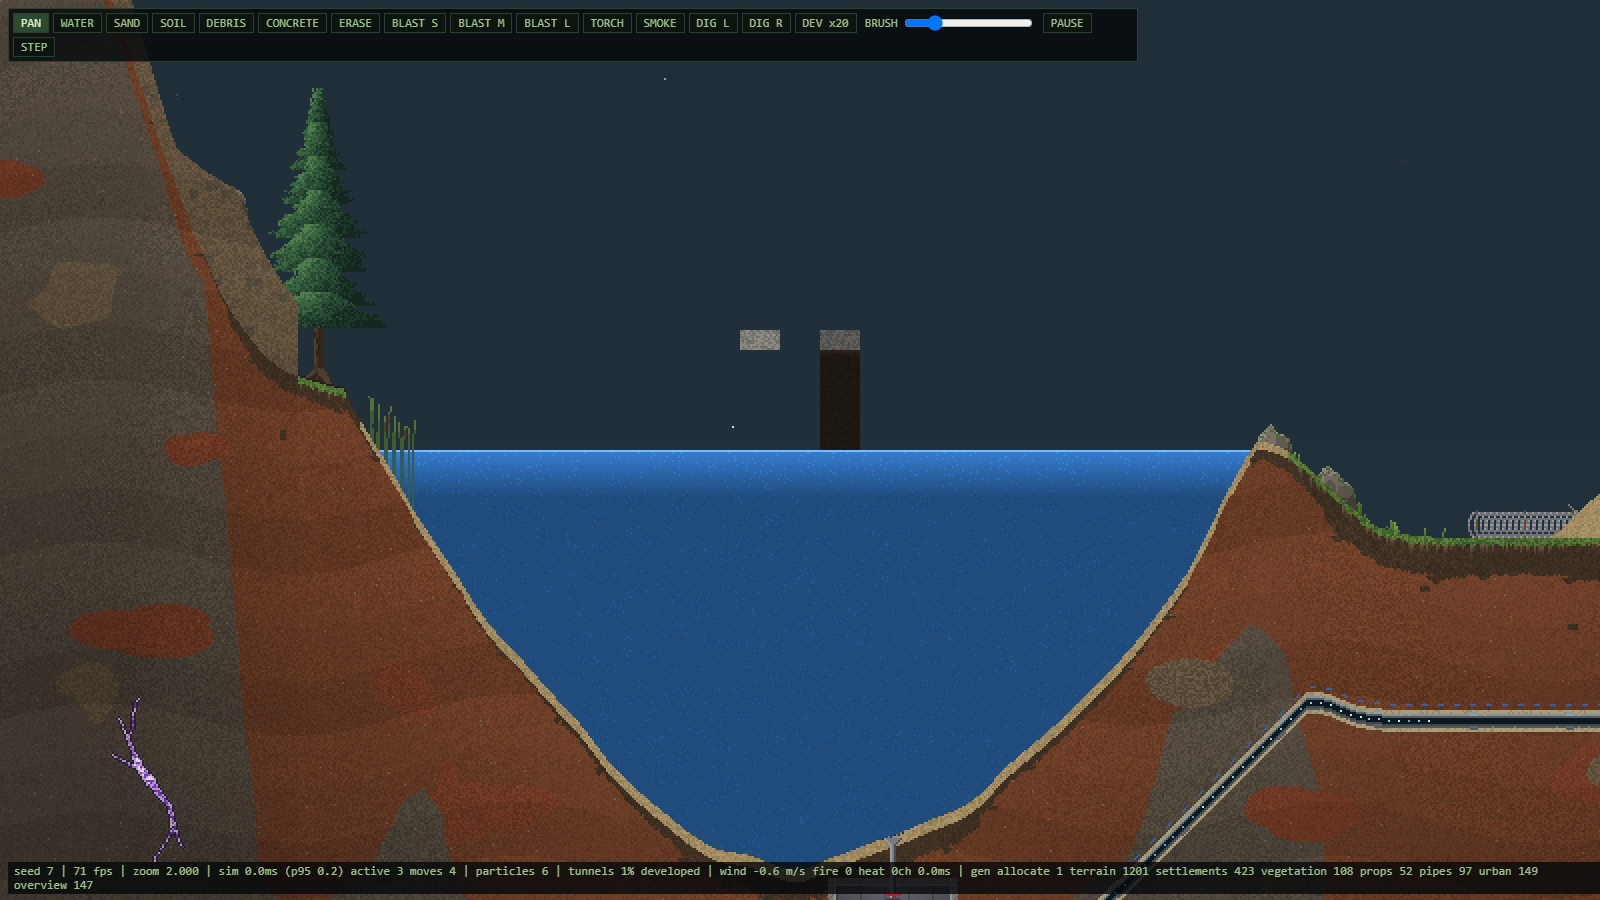 PAN WATER SAND SOIL DEBRIS CONCRETE ERASE BLAST S BLAST M BLAST L TORCH SMOKE DIG L DIG R DEV x20 BRUSH PAUSE
STEP
seed 7 | 71 fps | zoom 2.000 | sim 0.0ms (p95 0.2) active 3 moves 4 | particles 6 | tunnels 1% developed | wind -0.6 m/s fire 0 heat 0ch 0.0ms | gen allocate 1 terrain 1201 settlements 423 vegetation 108 props 52 pipes 97 urban 149
overview 147